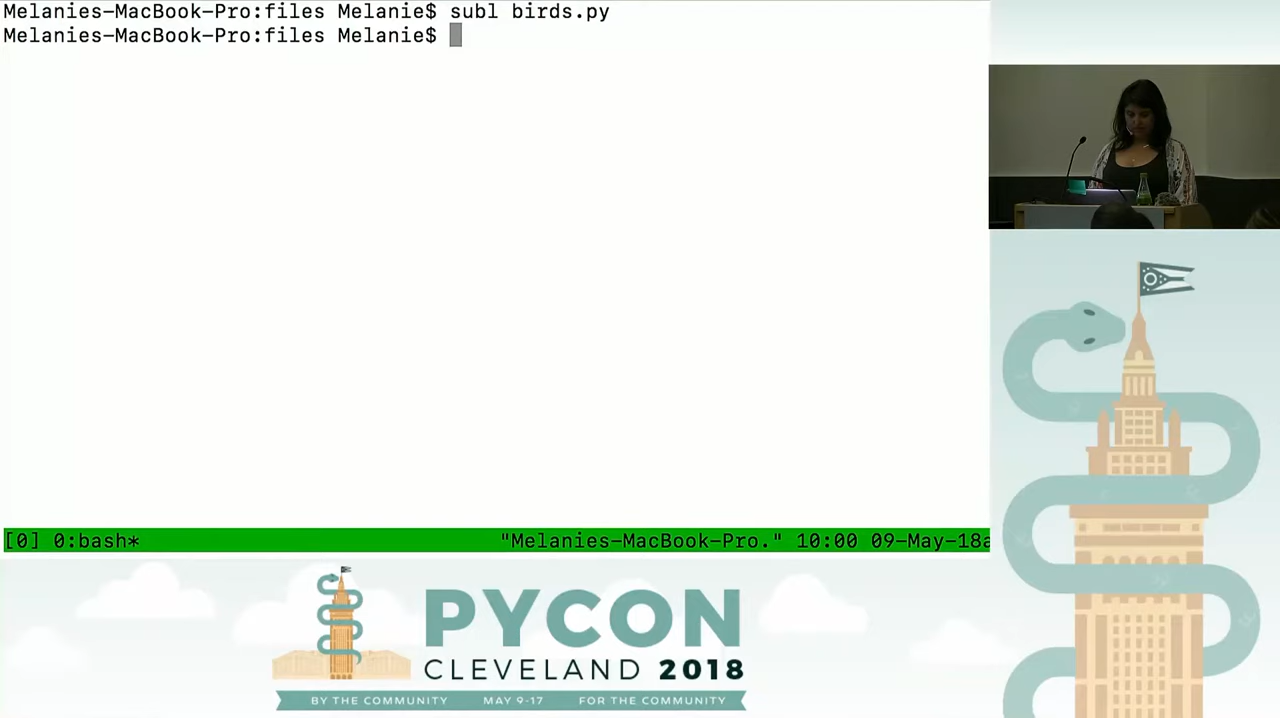 Melanies-MacBook-Pro:files Melanie$ subl birds.py
Melanies-MacBook-Pro:files Melanie$
[0] 0:bash* "Melanies-MacBook-Pro." 10:00 09-May-18
PYCON
CLEVELAND 2018
BY THE COMMUNITY MAY 9-17 FOR THE COMMUNITY